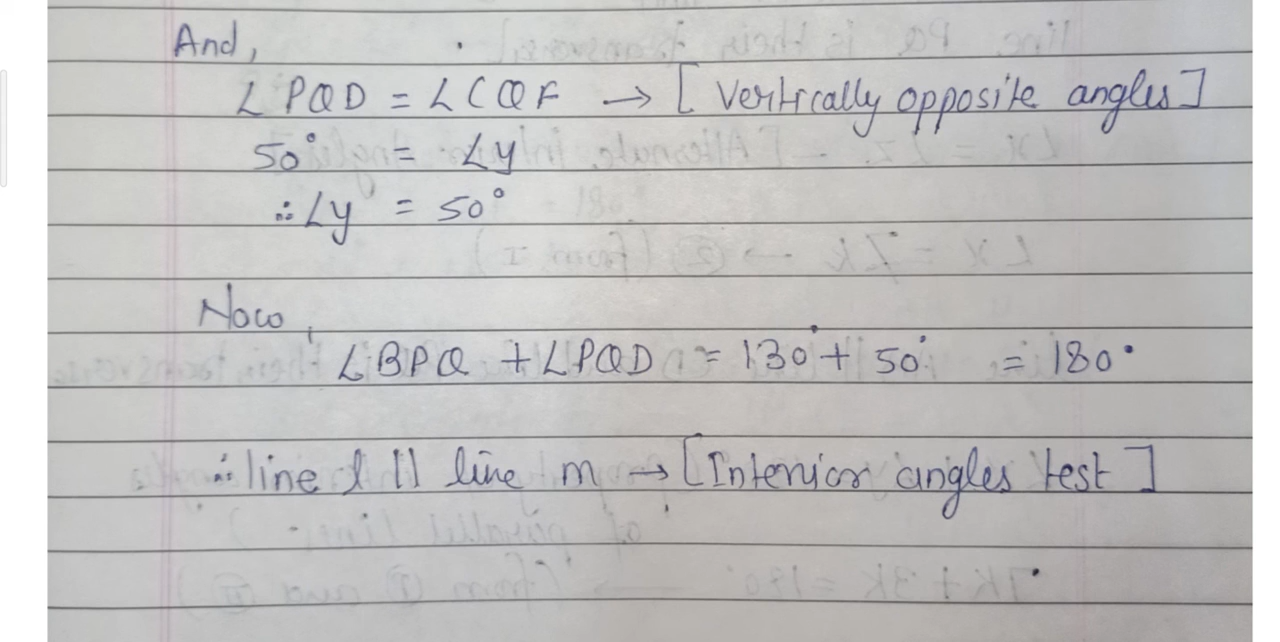 And,
∠PQD = ∠CQF → [Vertically opposite angles]
50° = ∠y
∴ ∠y = 50°
Now,
∠BPQ + ∠PQD = 130° + 50° = 180°
∴ line l || line m → [Interior angles test]